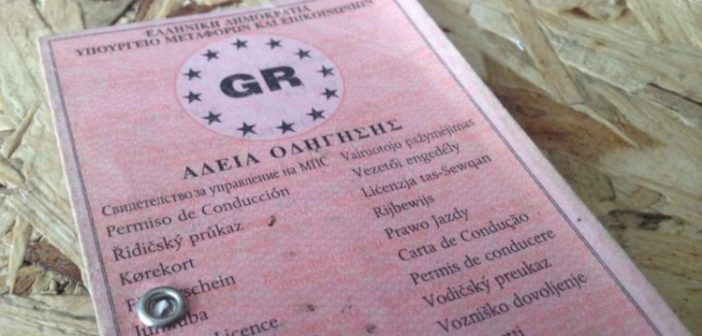 ΕΛΛΗΝΙΚΗ ΔΗΜΟΚΡΑΤΙΑ
ΥΠΟΥΡΓΕΙΟ ΜΕΤΑΦΟΡΩΝ ΚΑΙ ΕΠΙΚΟΙΝΩΝΙΩΝ
GR
ΑΔΕΙΑ ΟΔΗΓΗΣΗΣ
Свидетелство за управление на МПС
Permiso de Conducción
Řidičský průkaz
Kørekort
Licence
Vairuotojo pažymėjimas
Vezetői engedély
Liċenzja tas-Sewqan
Rijbewijs
Prawo Jazdy
Carta de Condução
Permis de conducere
Vodičský preukaz
Vozniško dovoljenje